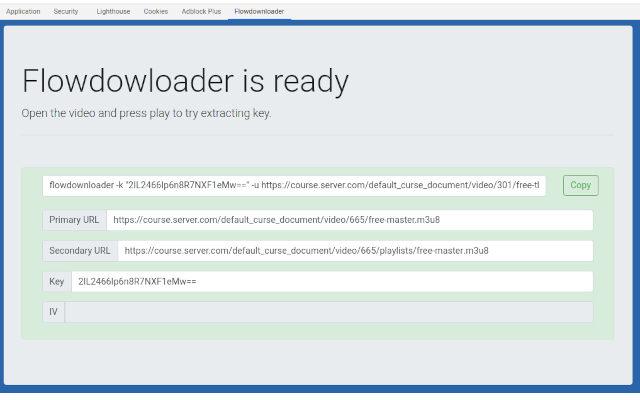 Application Security Lighthouse Cookies Adblock Plus Flowdownloader
Flowdowloader is ready
Open the video and press play to try extracting key.
flowdownloader -k "2IL2466lp6n8R7NXF1eMw==" -u https://course.server.com/default_curse_document/video/301/free-tl
Copy
Primary URL https://course.server.com/default_curse_document/video/665/free-master.m3u8
Secondary URL https://course.server.com/default_curse_document/video/665/playlists/free-master.m3u8
Key 2IL2466lp6n8R7NXF1eMw==
IV